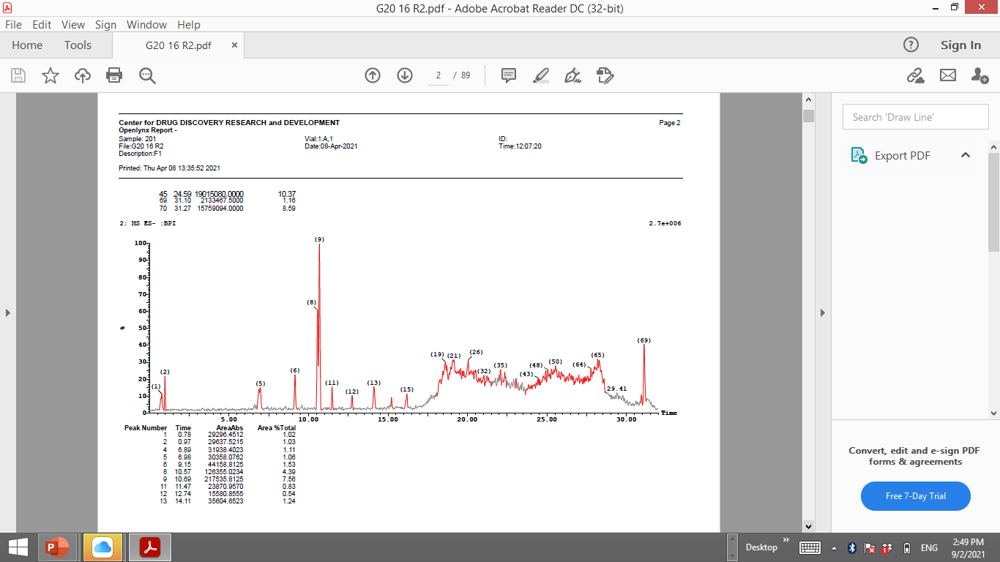 G20 16 R2.pdf - Adobe Acrobat Reader DC (32-bit)
File Edit View Sign Window Help
Home Tools G20 16 R2.pdf × Sign In
2 / 89
Center for DRUG DISCOVERY RESEARCH and DEVELOPMENT Page 2
Openlynx Report -
Sample: 201 Vial:1:A,1 ID:
File:G20 16 R2 Date:08-Apr-2021 Time:12:07:20
Description:F1
Printed: Thu Apr 08 13:35:52 2021
45 24.59 19015080.0000 10.37
69 31.10 2133467.5000 1.16
70 31.27 15759094.0000 8.59
2: MS ES- :BPI 2.7e+006
(9)
100
90
80
70
(8)
60
50
%
(69)
40
(19) (21) (26) (65)
30
(48) (50) (64)
(2) (6) (32) (35) (43)
20
(1) (5) (11) (12) (13) (15) 29.41
10
0
Time
5.00 10.00 15.00 20.00 25.00 30.00
Peak Number Time AreaAbs Area %Total
1 0.78 29296.4512 1.02
2 0.97 29637.5215 1.03
4 6.89 31938.4023 1.11
5 6.98 30358.0762 1.06
6 9.15 44158.8125 1.53
8 10.57 126355.0234 4.39
9 10.69 217535.8125 7.56
11 11.47 23870.9570 0.83
12 12.74 15580.8555 0.54
13 14.11 35604.6523 1.24
Search 'Draw Line'
Export PDF
Convert, edit and e-sign PDF
forms & agreements
Free 7-Day Trial
Desktop ENG 2:49 PM
9/2/2021